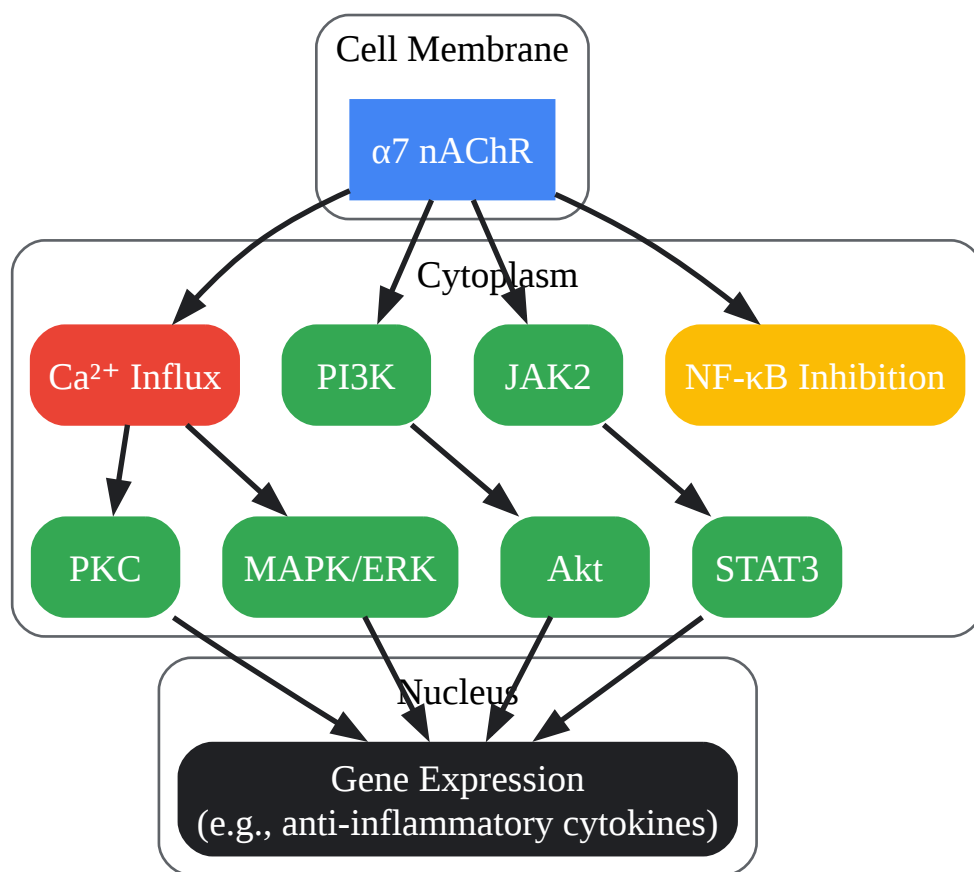 Cell Membrane
α7 nAChR
Cytoplasm
Ca²⁺ Influx
PI3K
JAK2
NF-κB Inhibition
PKC
MAPK/ERK
Akt
STAT3
Nucleus
Gene Expression
(e.g., anti-inflammatory cytokines)